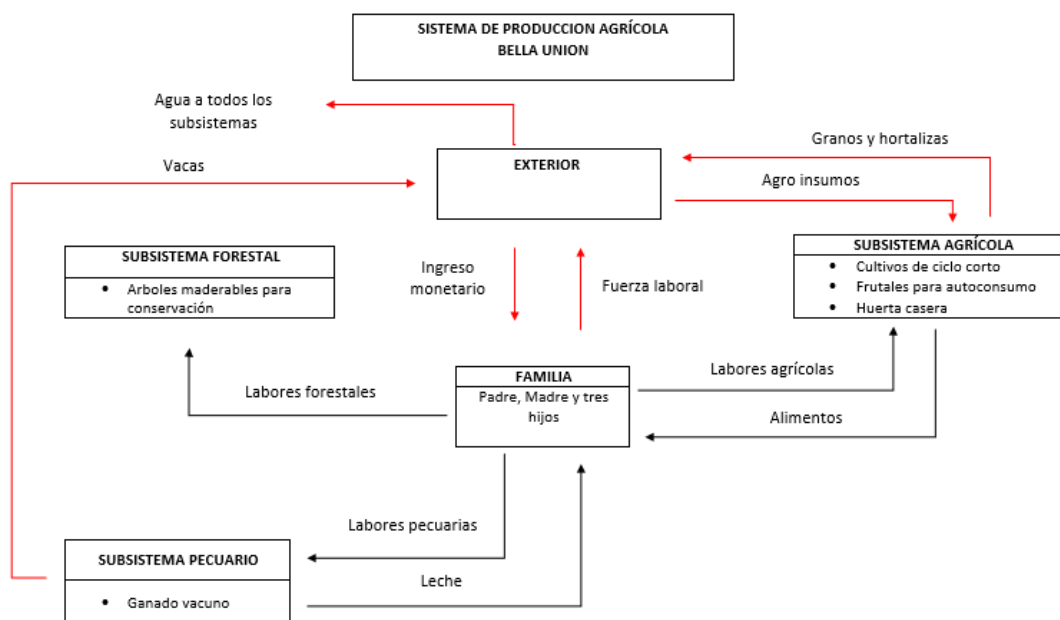 SISTEMA DE PRODUCCION AGRÍCOLA
BELLA UNION
Agua a todos los
subsistemas
Vacas
EXTERIOR
Granos y hortalizas
Agro insumos
SUBSISTEMA FORESTAL
• Arboles maderables para
conservación
Ingreso
monetario
Fuerza laboral
SUBSISTEMA AGRÍCOLA
• Cultivos de ciclo corto
• Frutales para autoconsumo
• Huerta casera
Labores forestales
FAMILIA
Padre, Madre y tres
hijos
Labores agrícolas
Alimentos
Labores pecuarias
SUBSISTEMA PECUARIO
• Ganado vacuno
Leche